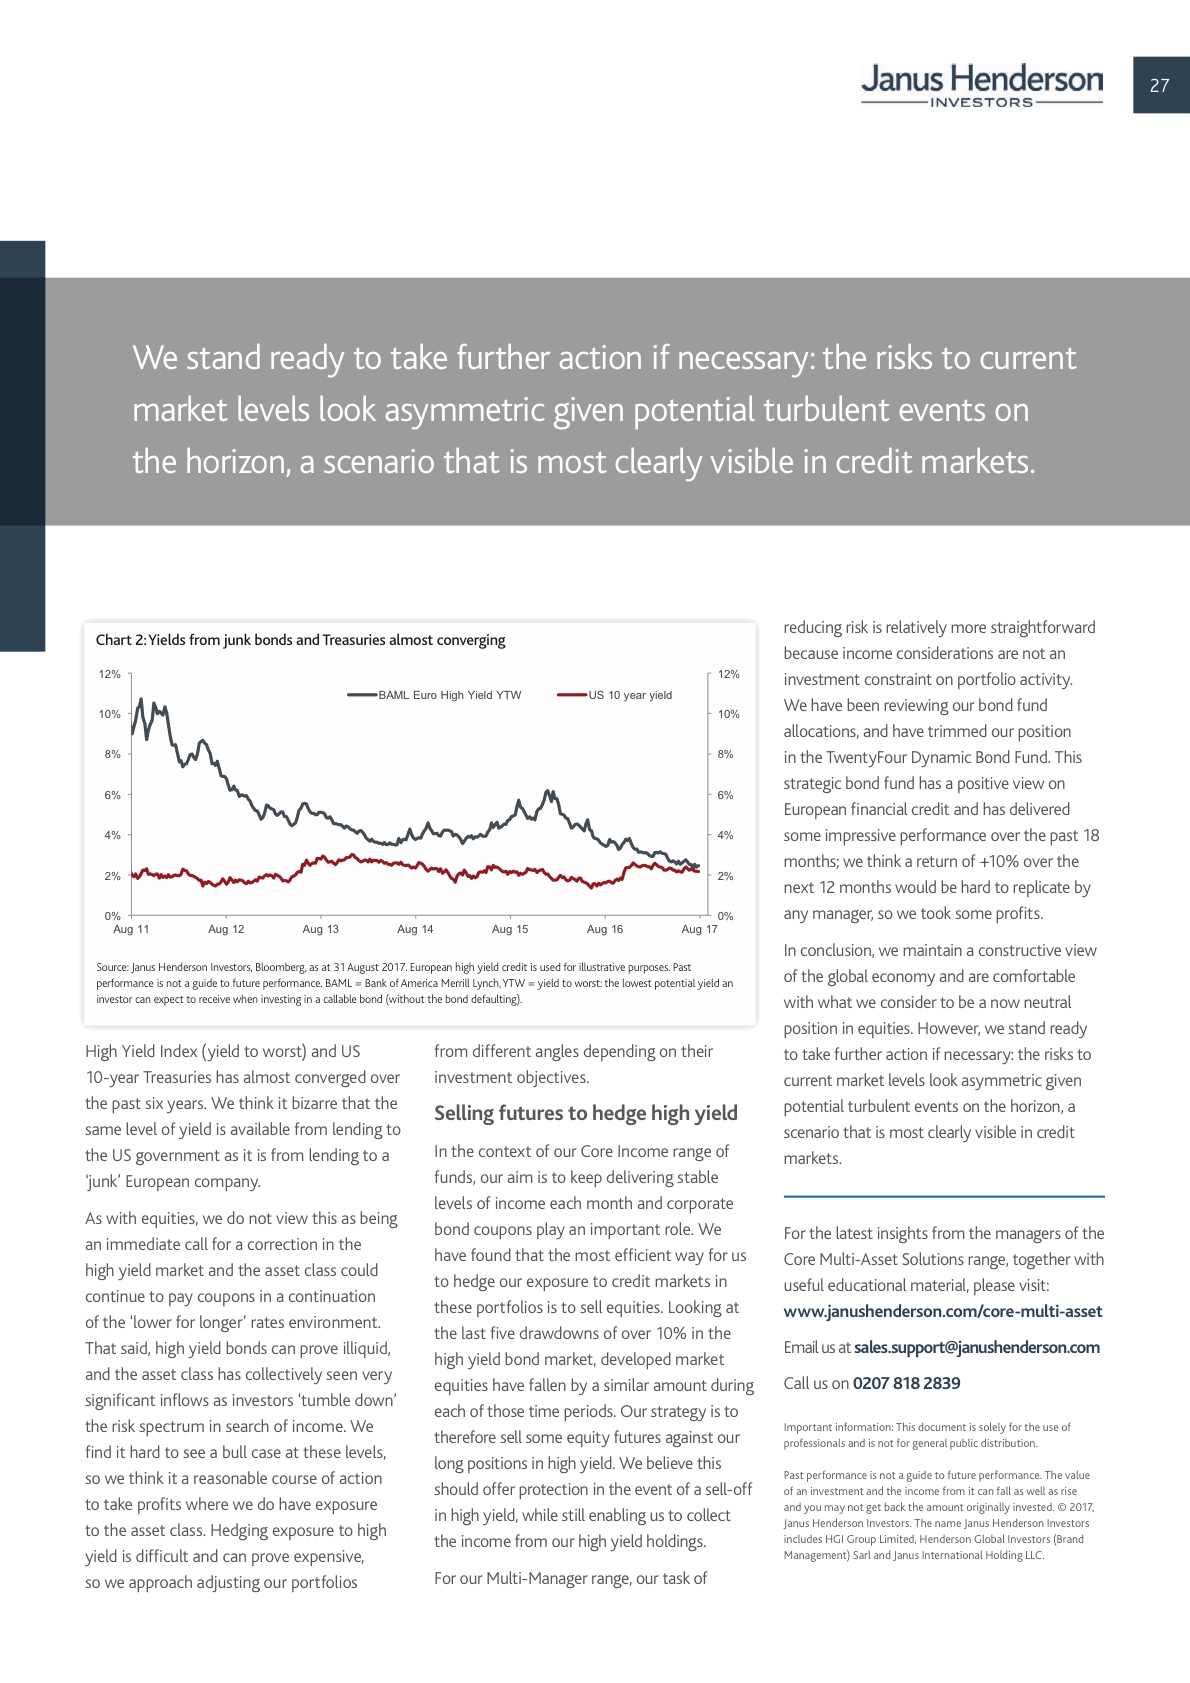 Janus Henderson
INVESTORS
27
We stand ready to take further action if necessary: the risks to current
market levels look asymmetric given potential turbulent events on
the horizon, a scenario that is most clearly visible in credit markets.
Chart 2: Yields from junk bonds and Treasuries almost converging
12%
10%
8%
6%
4%
2%
0%
BAML Euro High Yield YTW
US 10 year yield
12%
10%
8%
6%
4%
2%
0%
Aug 11
Aug 12
Aug 13
Aug 14
Aug 15
Aug 16
Aug 17
Source: Janus Henderson Investors, Bloomberg, as at 31 August 2017. European high yield credit is used for illustrative purposes. Past
performance is not a guide to future performance. BAML = Bank of America Merrill Lynch, YTW = yield to worst: the lowest potential yield an
investor can expect to receive when investing in a callable bond (without the bond defaulting).
High Yield Index (yield to worst) and US
10-year Treasuries has almost converged over
the past six years. We think it bizarre that the
same level of yield is available from lending to
the US government as it is from lending to a
‘junk’ European company.
As with equities, we do not view this as being
an immediate call for a correction in the
high yield market and the asset class could
continue to pay coupons in a continuation
of the ‘lower for longer’ rates environment.
That said, high yield bonds can prove illiquid,
and the asset class has collectively seen very
significant inflows as investors ‘tumble down’
the risk spectrum in search of income. We
find it hard to see a bull case at these levels,
so we think it a reasonable course of action
to take profits where we do have exposure
to the asset class. Hedging exposure to high
yield is difficult and can prove expensive,
so we approach adjusting our portfolios
from different angles depending on their
investment objectives.
Selling futures to hedge high yield
In the context of our Core Income range of
funds, our aim is to keep delivering stable
levels of income each month and corporate
bond coupons play an important role. We
have found that the most efficient way for us
to hedge our exposure to credit markets in
these portfolios is to sell equities. Looking at
the last five drawdowns of over 10% in the
high yield bond market, developed market
equities have fallen by a similar amount during
each of those time periods. Our strategy is to
therefore sell some equity futures against our
long positions in high yield. We believe this
should offer protection in the event of a sell-off
in high yield, while still enabling us to collect
the income from our high yield holdings.
For our Multi-Manager range, our task of
reducing risk is relatively more straightforward
because income considerations are not an
investment constraint on portfolio activity.
We have been reviewing our bond fund
allocations, and have trimmed our position
in the TwentyFour Dynamic Bond Fund. This
strategic bond fund has a positive view on
European financial credit and has delivered
some impressive performance over the past 18
months; we think a return of +10% over the
next 12 months would be hard to replicate by
any manager, so we took some profits.
In conclusion, we maintain a constructive view
of the global economy and are comfortable
with what we consider to be a now neutral
position in equities. However, we stand ready
to take further action if necessary: the risks to
current market levels look asymmetric given
potential turbulent events on the horizon, a
scenario that is most clearly visible in credit
markets.
For the latest insights from the managers of the
Core Multi-Asset Solutions range, together with
useful educational material, please visit:
www.janushenderson.com/core-multi-asset
Email us at sales.support@janushenderson.com
Call us on 0207 818 2839
Important information: This document is solely for the use of
professionals and is not for general public distribution.
Past performance is not a guide to future performance. The value
of an investment and the income from it can fall as well as rise
and you may not get back the amount originally invested. © 2017,
Janus Henderson Investors. The name Janus Henderson Investors
includes HGI Group Limited, Henderson Global Investors (Brand
Management) Sarl and Janus International Holding LLC.